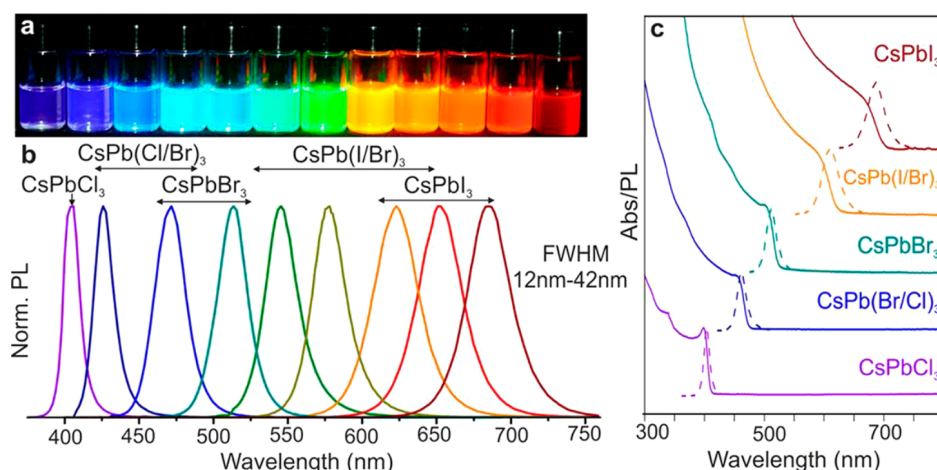 a
b
CsPb(Cl/Br)3
CsPb(I/Br)3
CsPbCl3
CsPbBr3
CsPbI3
FWHM
12nm-42nm
Norm. PL
400 450 500 550 600 650 700 750
Wavelength (nm)
c
CsPbI3
CsPb(I/Br)3
CsPbBr3
CsPb(Br/Cl)3
CsPbCl3
Abs/PL
300 500 700
Wavelength (nm)